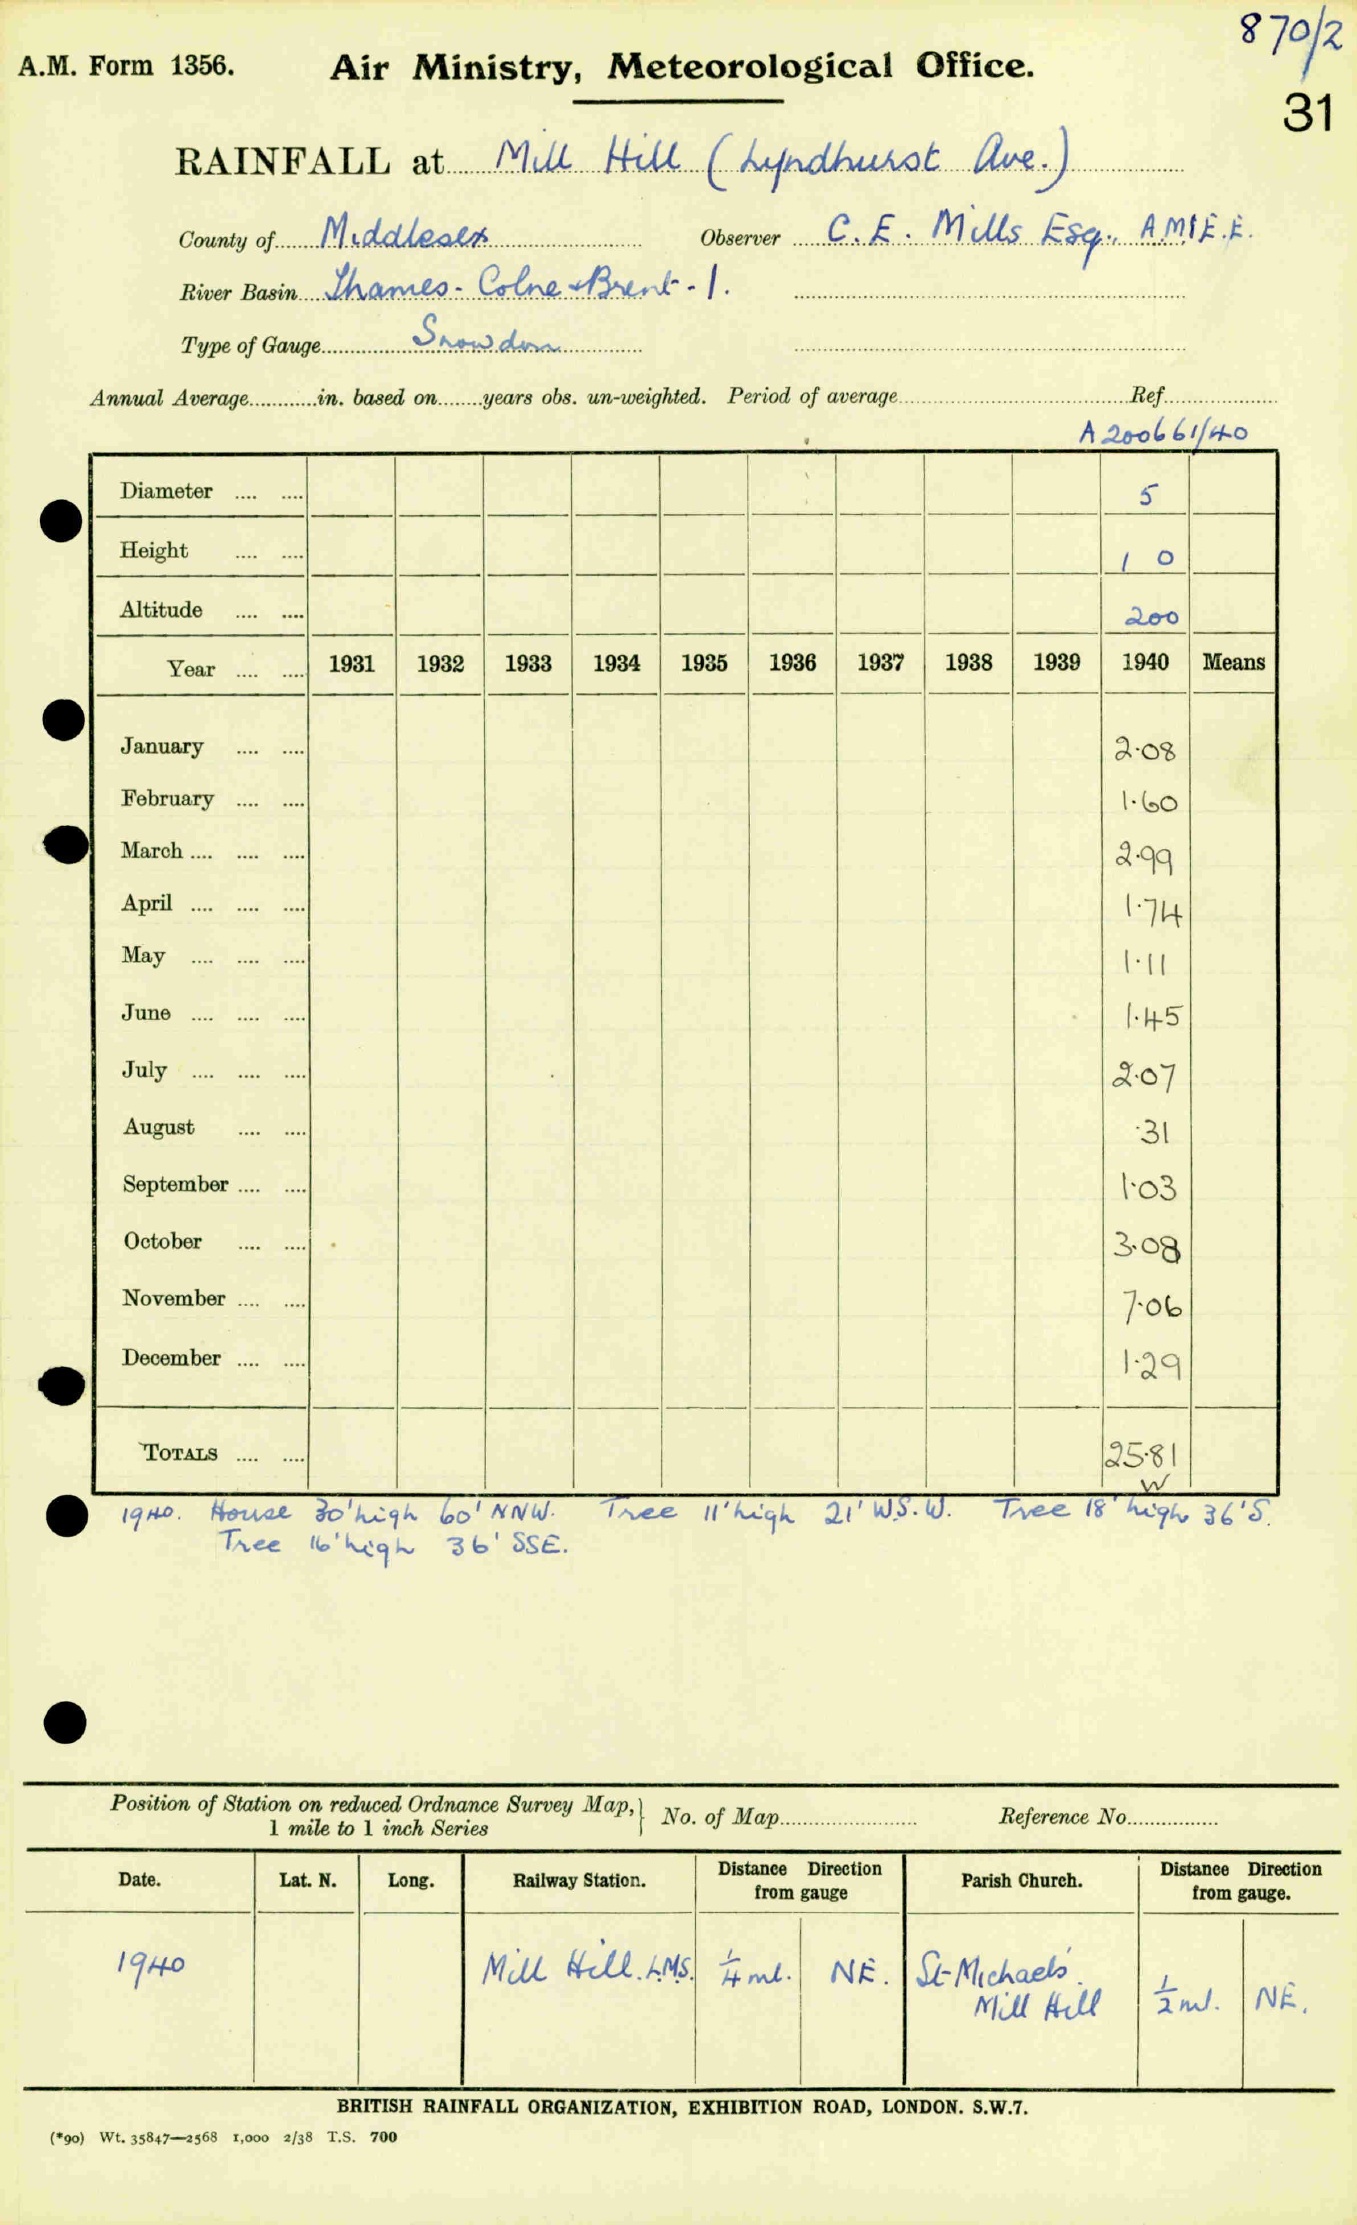 870/2
A.M. Form 1356. Air Ministry, Meteorological Office.
31
RAINFALL at Mill Hill (Lyndhurst Ave.)
County of Middlesex Observer C. E. Mills Esq., A.M.I.E.E.
River Basin Thames - Colne & Brent - 1.
Type of Gauge Snowdon
Annual Average in. based on years obs. un-weighted. Period of average Ref.
A200661/40
Diameter 5
Height 1 0
Altitude 200
Year 1931 1932 1933 1934 1935 1936 1937 1938 1939 1940 Means
January 2.08
February 1.60
March 2.99
April 1.74
May 1.11
June 1.45
July 2.07
August .31
September 1.03
October 3.08
November 7.06
December 1.29
TOTALS 25.81
W
1940. House 30' high 60' NNW. Tree 11' high 21' W.S.W. Tree 18' high 36' S.
Tree 16' high 36' SSE.
Position of Station on reduced Ordnance Survey Map, } No. of Map Reference No.
1 mile to 1 inch Series
Date. Lat. N. Long. Railway Station. Distance Direction from gauge Parish Church. Distance Direction from gauge.
1940 Mill Hill. L.M.S. 1/4 ml. NE. St Michael's Mill Hill 1/2 ml. NE.
BRITISH RAINFALL ORGANIZATION, EXHIBITION ROAD, LONDON. S.W.7.
(*90) Wt. 35847—2568 1,000 2/38 T.S. 700